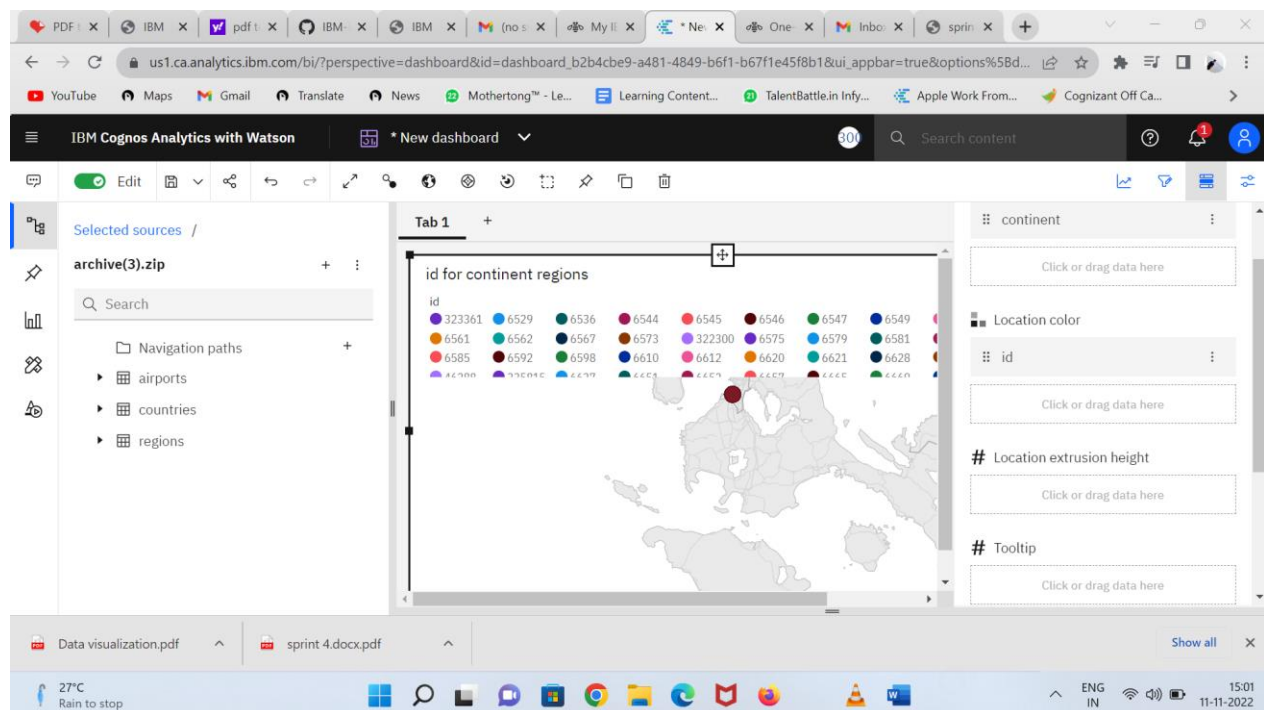 PDF t
IBM
pdf t
IBM-
IBM
(no s
My I
* Nev
One-
Inbo
sprin
us1.ca.analytics.ibm.com/bi/?perspective=dashboard&id=dashboard_b2b4cbe9-a481-4849-b6f1-b67f1e45f8b1&ui_appbar=true&options%5Bd...
YouTube Maps Gmail Translate News Mothertong™ - Le... Learning Content... TalentBattle.in Infy... Apple Work From... Cognizant Off Ca...
IBM Cognos Analytics with Watson * New dashboard 300 Search content 1
Edit
Selected sources /
archive(3).zip
Search
Navigation paths
airports
countries
regions
Tab 1 +
id for continent regions
id
323361 6529 6536 6544 6545 6546 6547 6549
6561 6562 6567 6573 322300 6575 6579 6581
6585 6592 6598 6610 6612 6620 6621 6628
continent
Click or drag data here
Location color
id
Click or drag data here
# Location extrusion height
Click or drag data here
# Tooltip
Click or drag data here
Data visualization.pdf sprint 4.docx.pdf Show all
27°C
Rain to stop
ENG
IN
15:01
11-11-2022